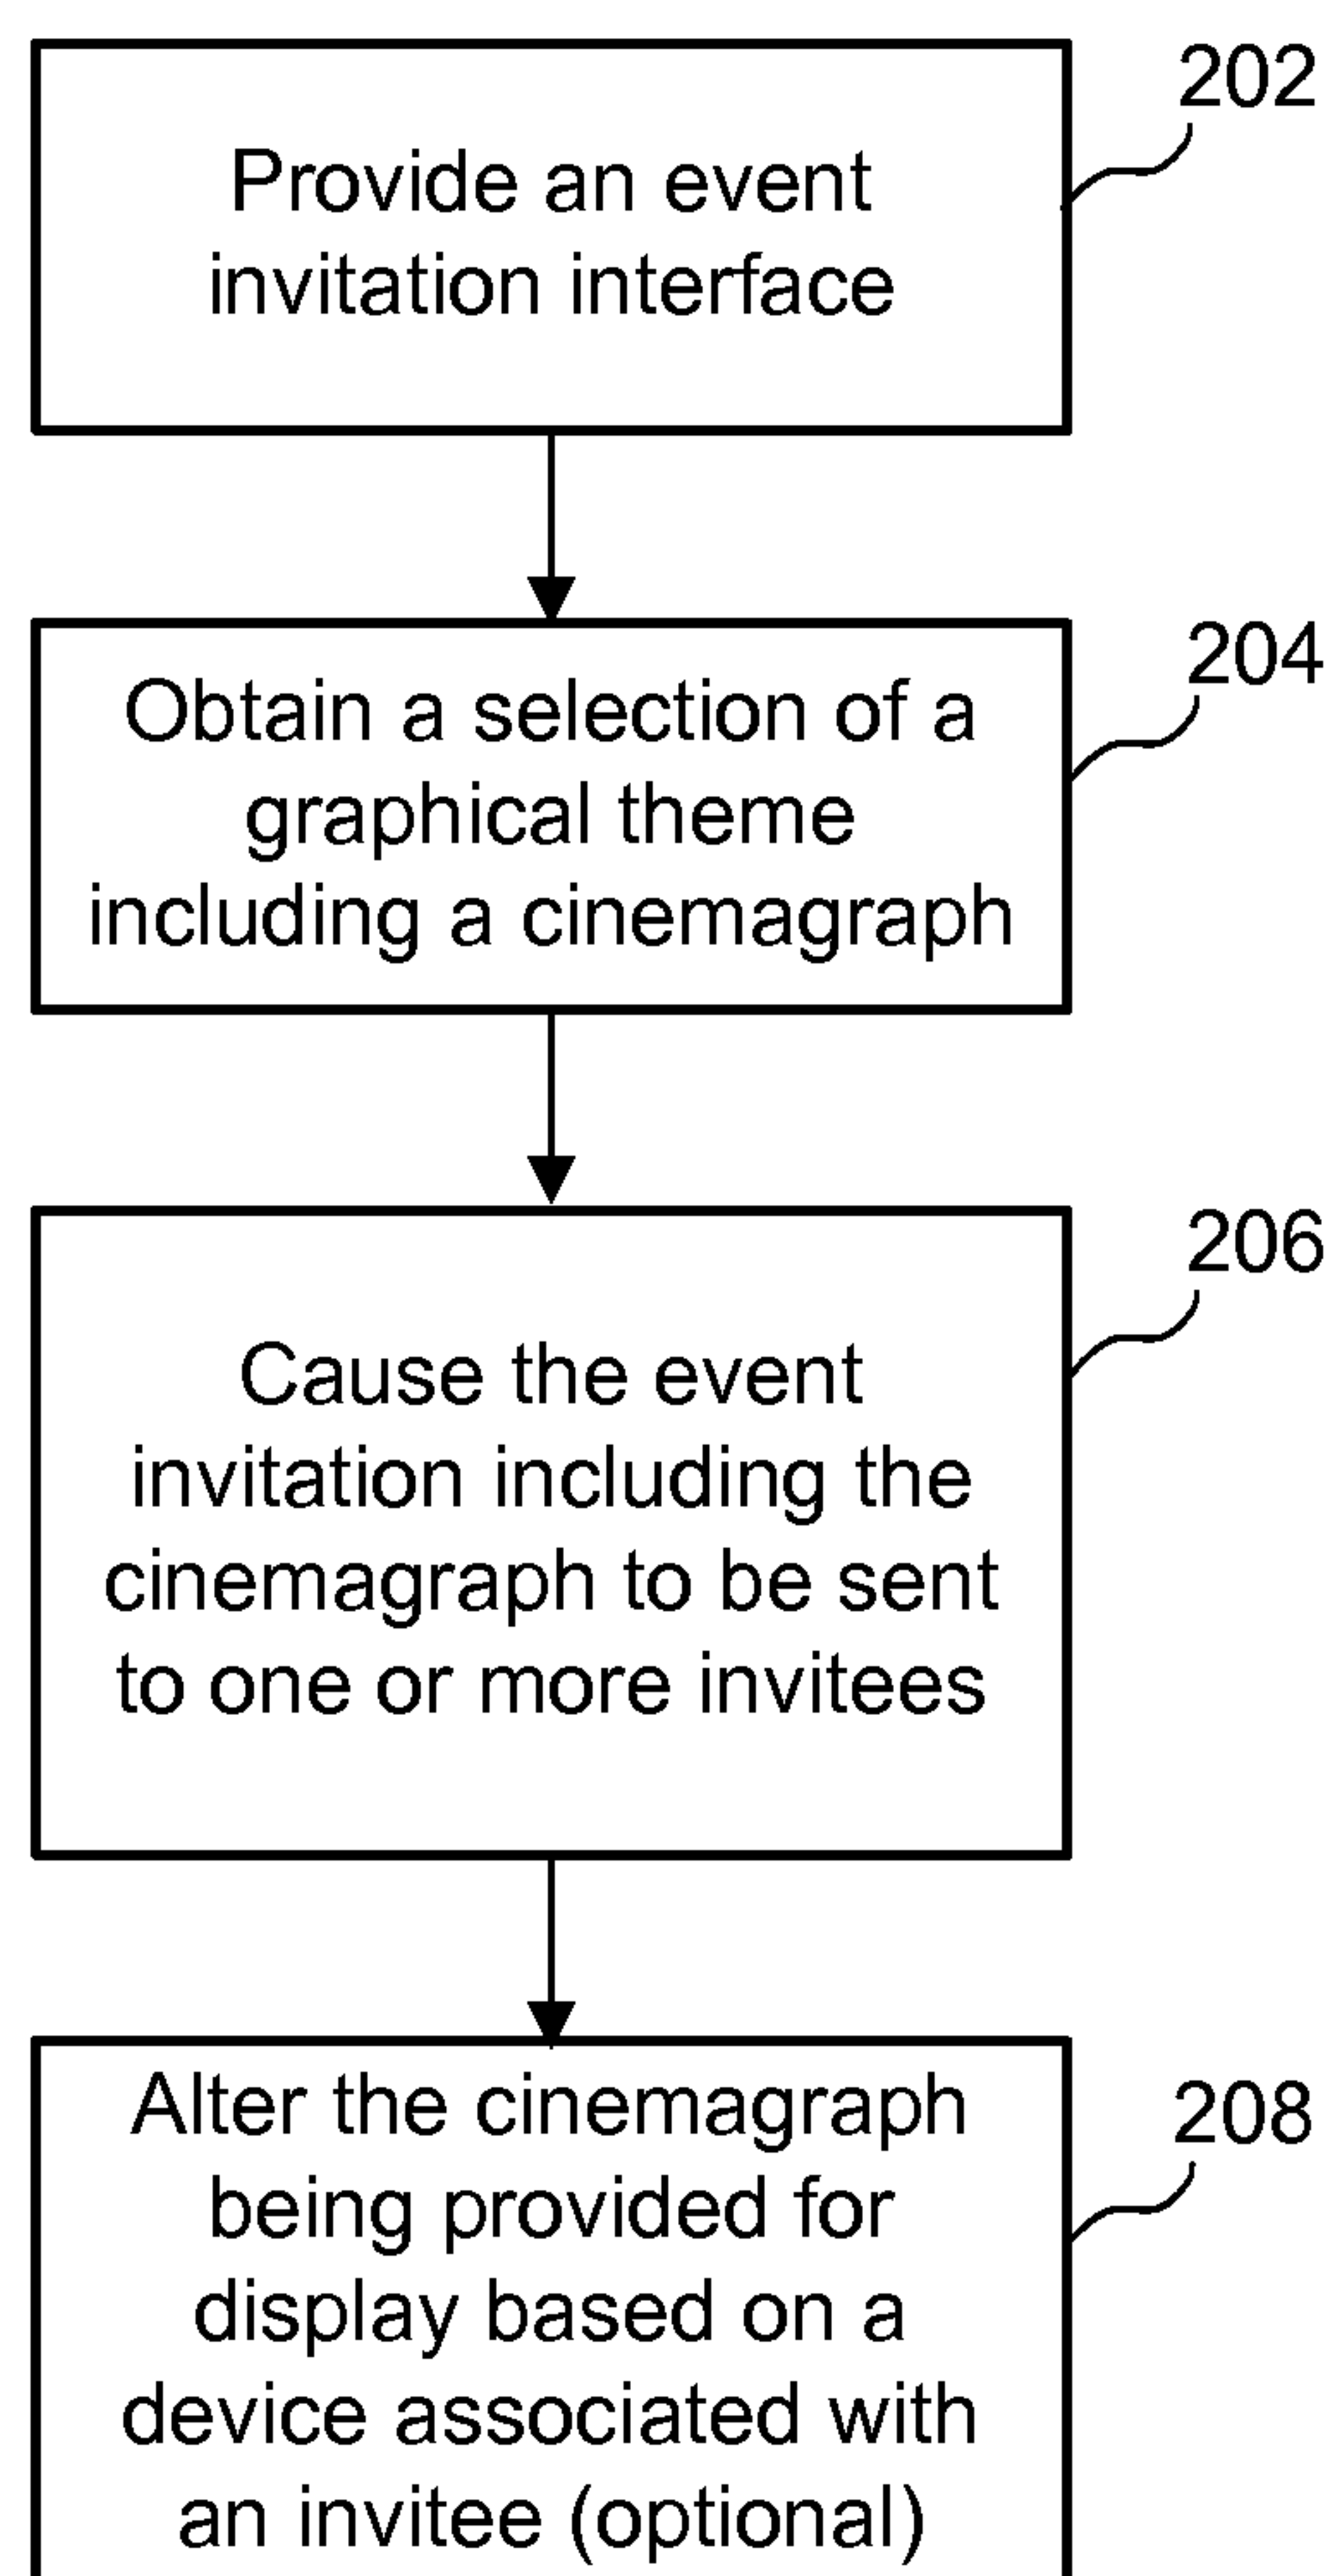 202
Provide an event
invitation interface
204
Obtain a selection of a
graphical theme
including a cinemagraph
206
Cause the event
invitation including the
cinemagraph to be sent
to one or more invitees
208
Alter the cinemagraph
being provided for
display based on a
device associated with
an invitee (optional)